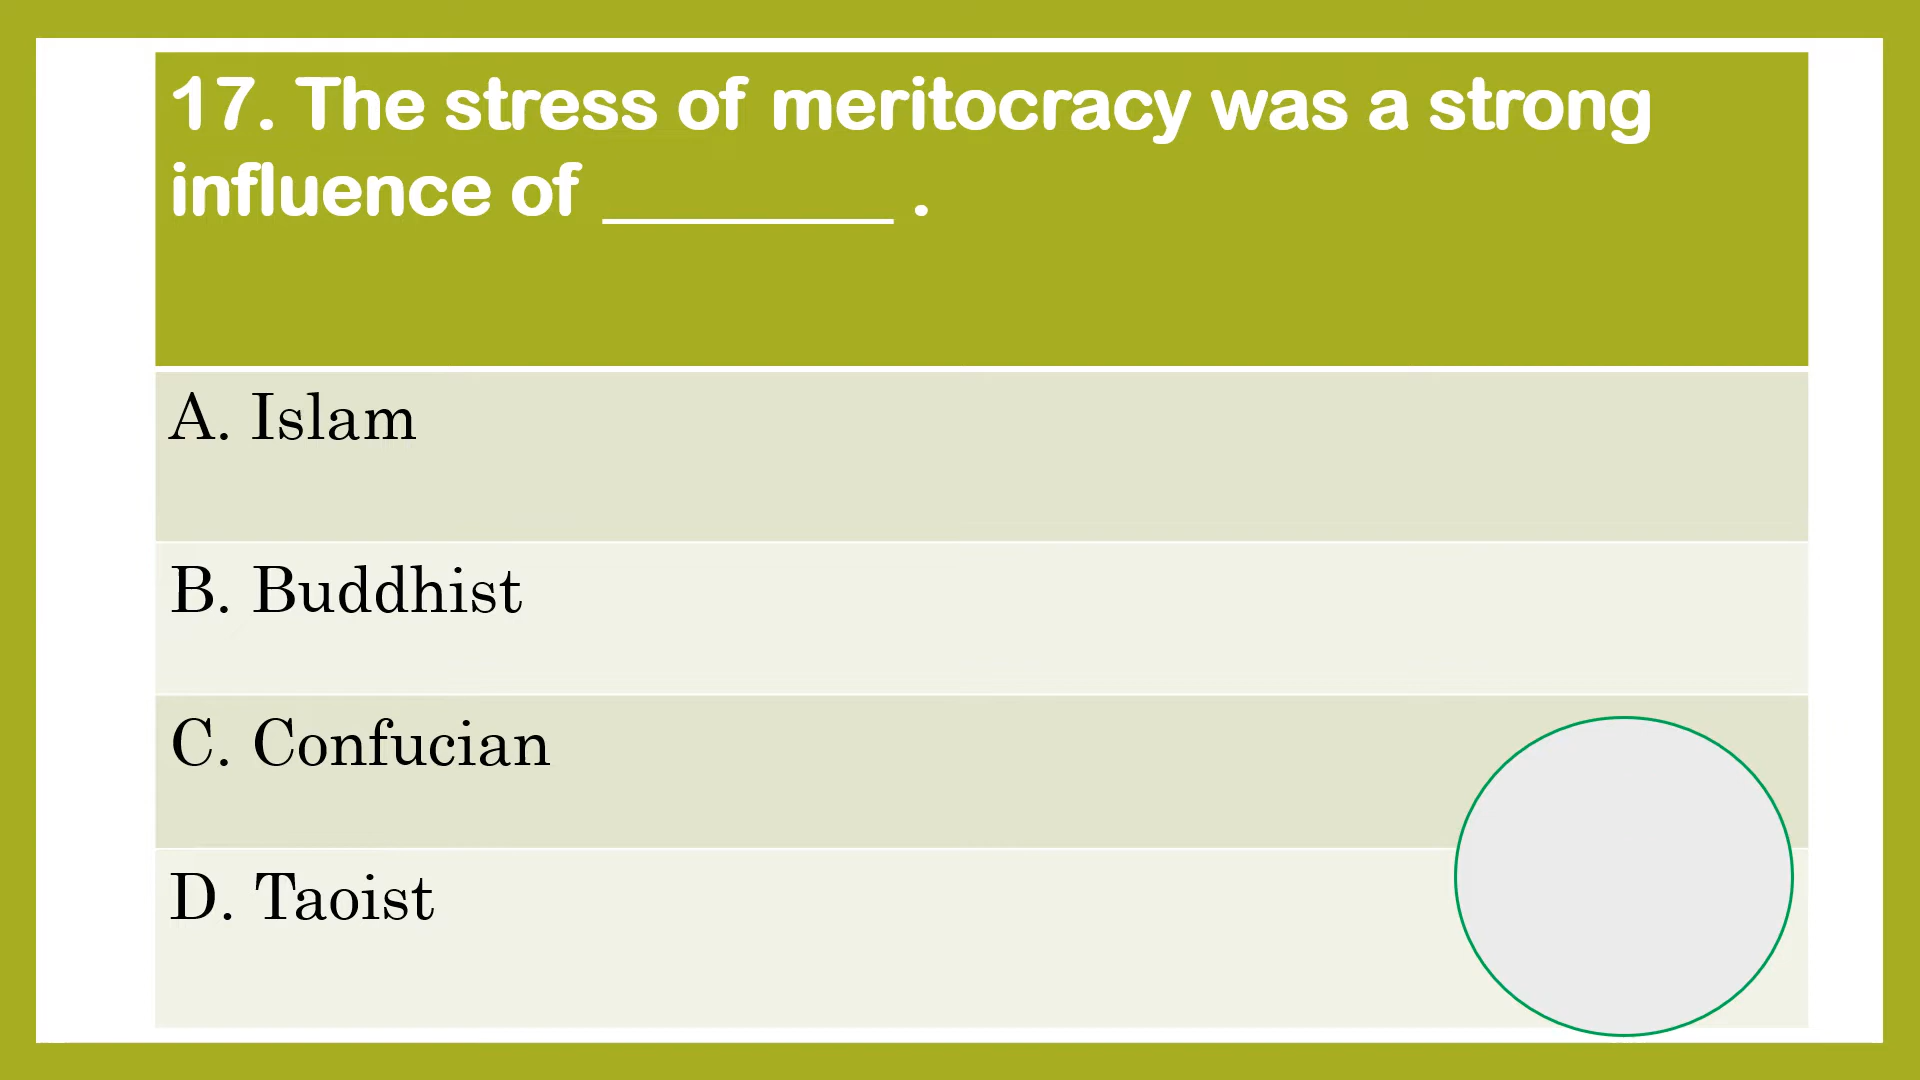 17. The stress of meritocracy was a strong
influence of ________ .
A. Islam
B. Buddhist
C. Confucian
D. Taoist